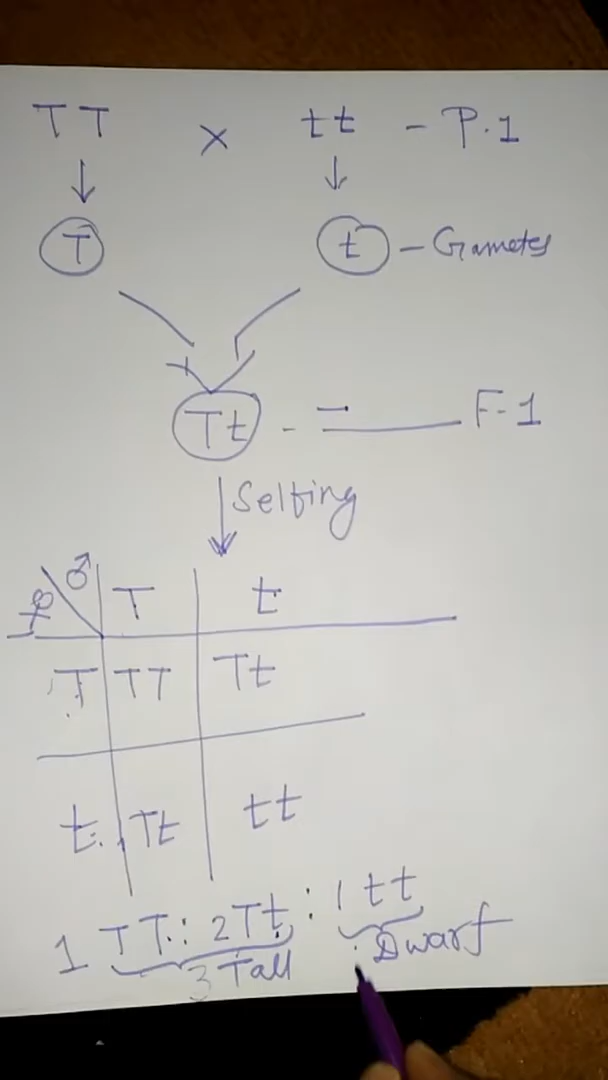 TT × tt - P.1
T t - Gametes
Tt - F-1
Selfing
♀ ♂ T t
T TT Tt
t Tt tt
1 TT : 2Tt : 1 tt
3 Tall Dwarf